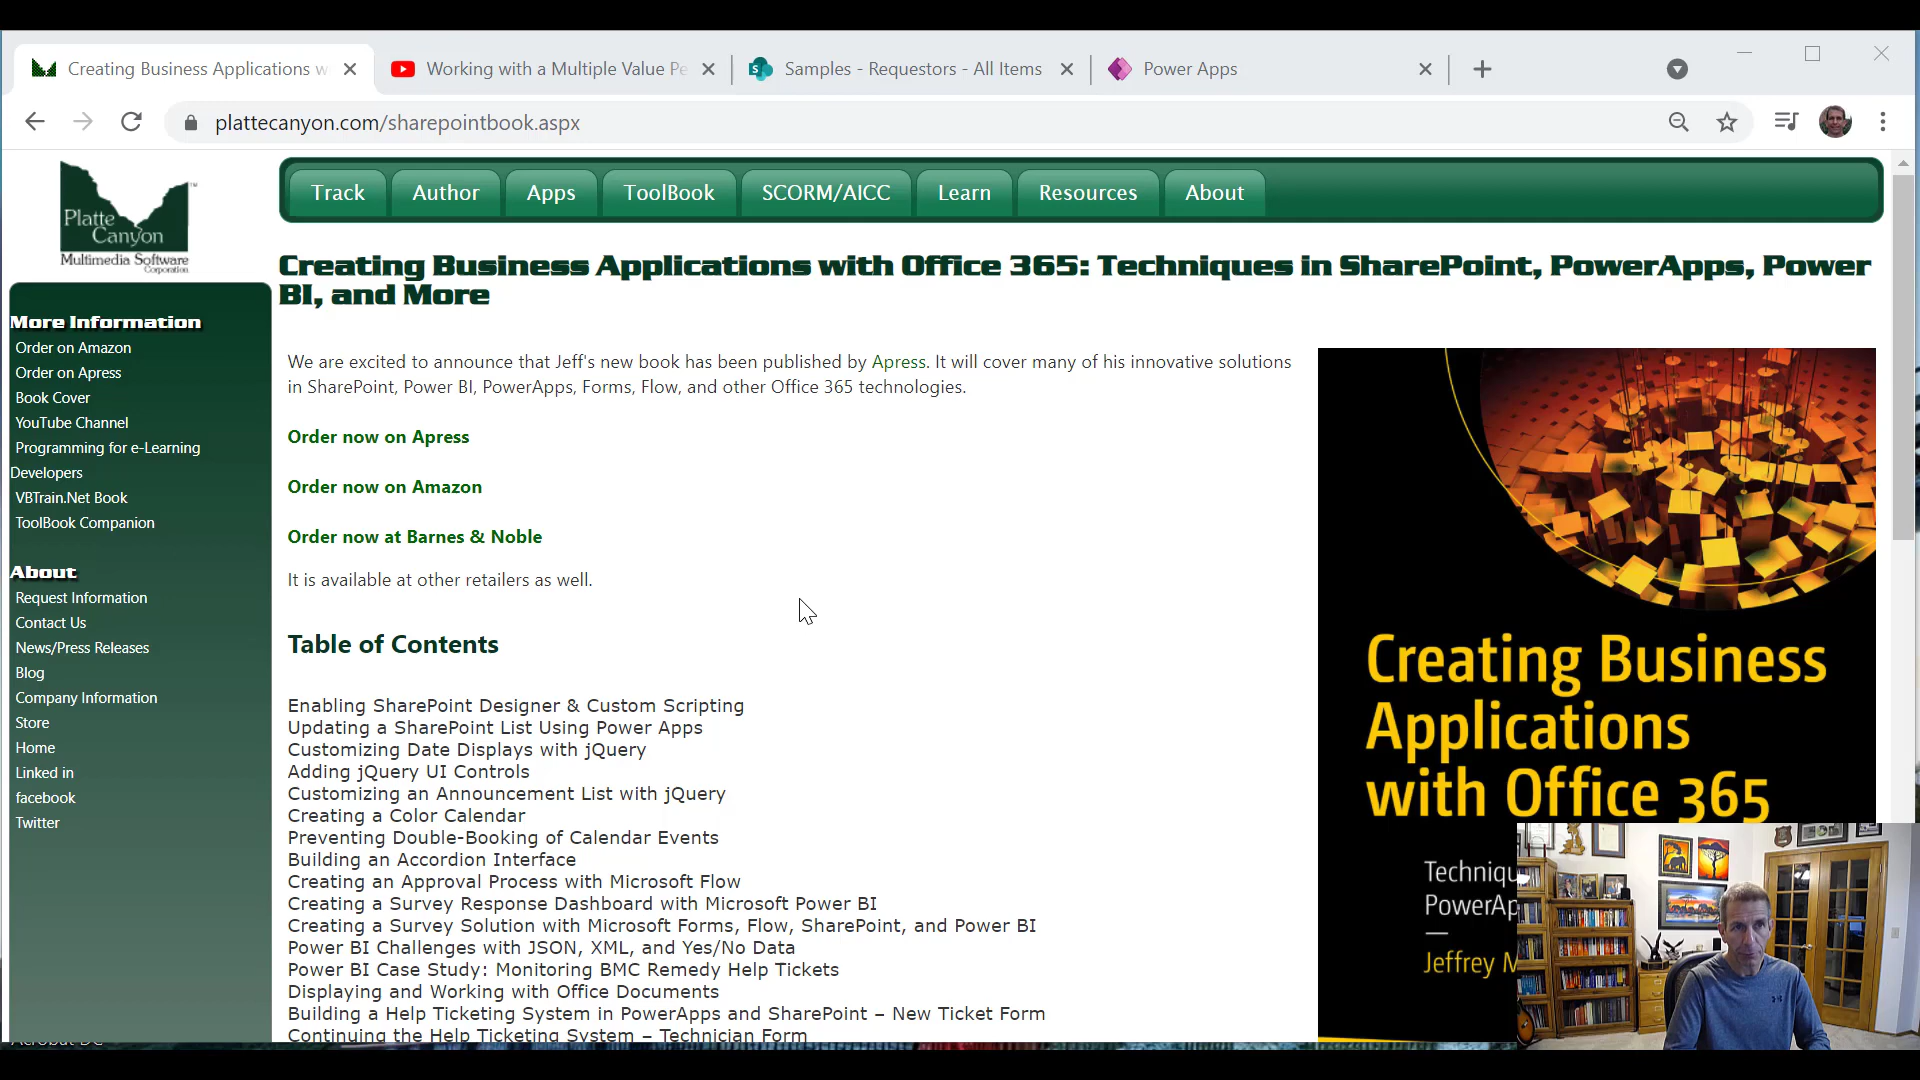 Creating Business Applications w
Working with a Multiple Value Pe
Samples - Requestors - All Items
Power Apps
plattecanyon.com/sharepointbook.aspx
Platte
Canyon
Multimedia Software
Corporation
Track
Author
Apps
ToolBook
SCORM/AICC
Learn
Resources
About
Creating Business Applications with Office 365: Techniques in SharePoint, PowerApps, Power
BI, and More
More Information
Order on Amazon
Order on Apress
Book Cover
YouTube Channel
Programming for e-Learning
Developers
VBTrain.Net Book
ToolBook Companion
About
Request Information
Contact Us
News/Press Releases
Blog
Company Information
Store
Home
Linked in
facebook
Twitter
We are excited to announce that Jeff's new book has been published by Apress. It will cover many of his innovative solutions
in SharePoint, Power BI, PowerApps, Forms, Flow, and other Office 365 technologies.
Order now on Apress
Order now on Amazon
Order now at Barnes & Noble
It is available at other retailers as well.
Table of Contents
Enabling SharePoint Designer & Custom Scripting
Updating a SharePoint List Using Power Apps
Customizing Date Displays with jQuery
Adding jQuery UI Controls
Customizing an Announcement List with jQuery
Creating a Color Calendar
Preventing Double-Booking of Calendar Events
Building an Accordion Interface
Creating an Approval Process with Microsoft Flow
Creating a Survey Response Dashboard with Microsoft Power BI
Creating a Survey Solution with Microsoft Forms, Flow, SharePoint, and Power BI
Power BI Challenges with JSON, XML, and Yes/No Data
Power BI Case Study: Monitoring BMC Remedy Help Tickets
Displaying and Working with Office Documents
Building a Help Ticketing System in PowerApps and SharePoint – New Ticket Form
Continuing the Help Ticketing System – Technician Form
Creating Business
Applications
with Office 365
Techniqu
PowerAp
Jeffrey M
Acrobat DC